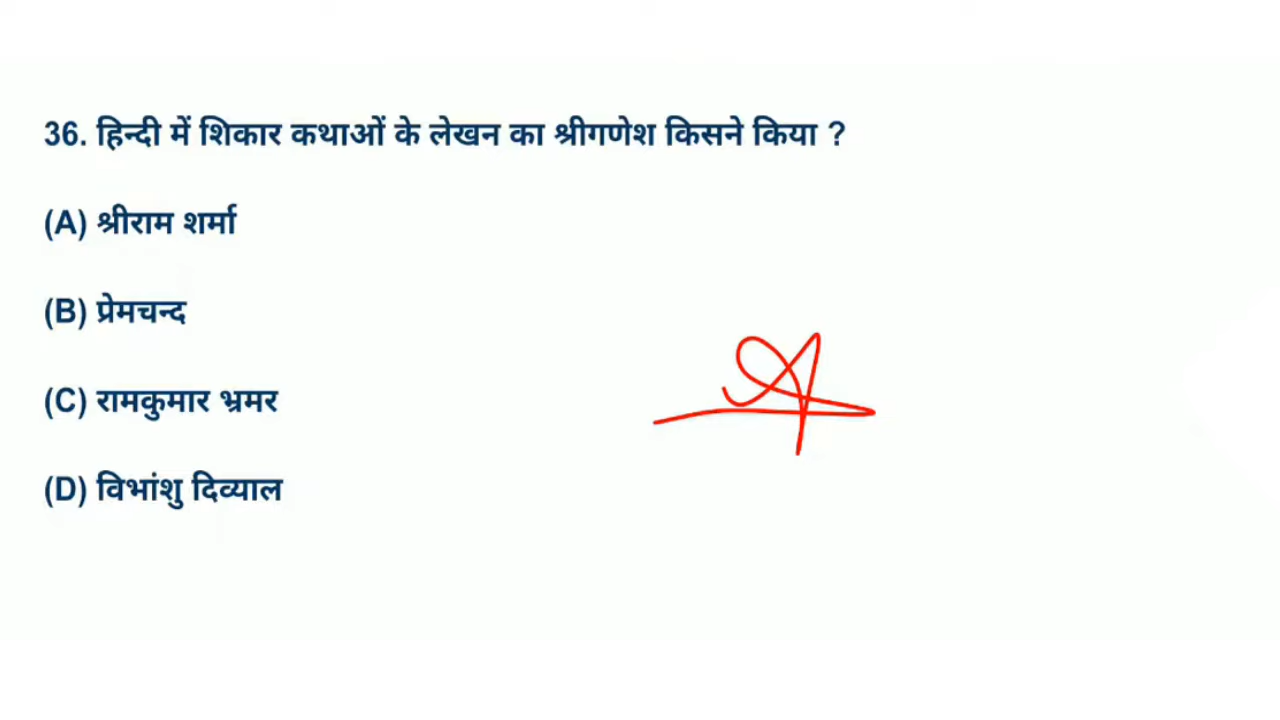 36. हिन्दी में शिकार कथाओं के लेखन का श्रीगणेश किसने किया ?
(A) श्रीराम शर्मा
(B) प्रेमचन्द
(C) रामकुमार भ्रमर
(D) विभांशु दिव्याल